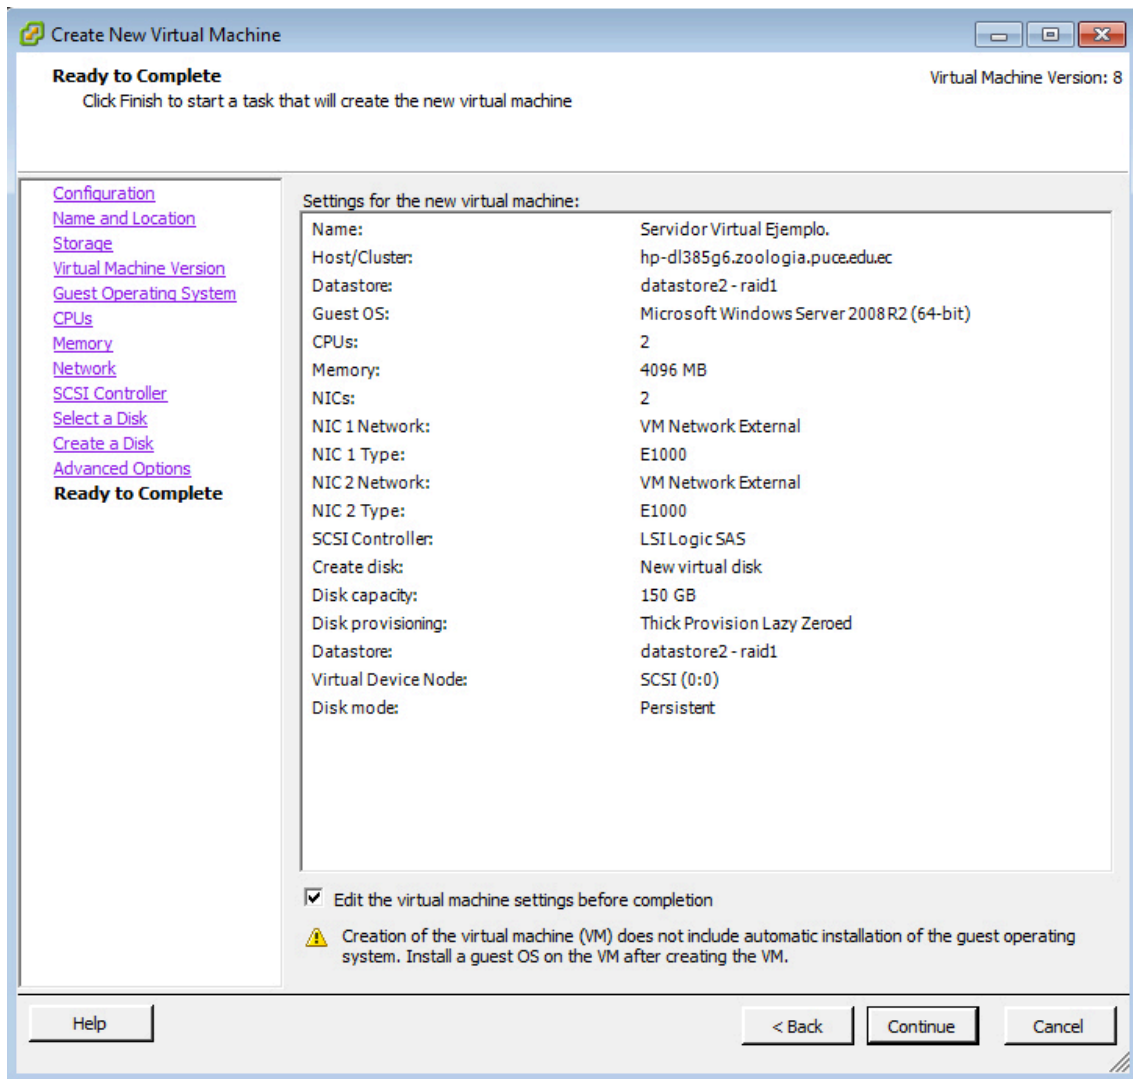 Create New Virtual Machine
Ready to Complete
Virtual Machine Version: 8
Click Finish to start a task that will create the new virtual machine
Configuration
Name and Location
Storage
Virtual Machine Version
Guest Operating System
CPUs
Memory
Network
SCSI Controller
Select a Disk
Create a Disk
Advanced Options
Ready to Complete
Settings for the new virtual machine:
Name: Servidor Virtual Ejemplo.
Host/Cluster: hp-dl385g6.zoologia.puce.edu.ec
Datastore: datastore2 - raid1
Guest OS: Microsoft Windows Server 2008 R2 (64-bit)
CPUs: 2
Memory: 4096 MB
NICs: 2
NIC 1 Network: VM Network External
NIC 1 Type: E1000
NIC 2 Network: VM Network External
NIC 2 Type: E1000
SCSI Controller: LSI Logic SAS
Create disk: New virtual disk
Disk capacity: 150 GB
Disk provisioning: Thick Provision Lazy Zeroed
Datastore: datastore2 - raid1
Virtual Device Node: SCSI (0:0)
Disk mode: Persistent
Edit the virtual machine settings before completion
Creation of the virtual machine (VM) does not include automatic installation of the guest operating
system. Install a guest OS on the VM after creating the VM.
Help
< Back
Continue
Cancel